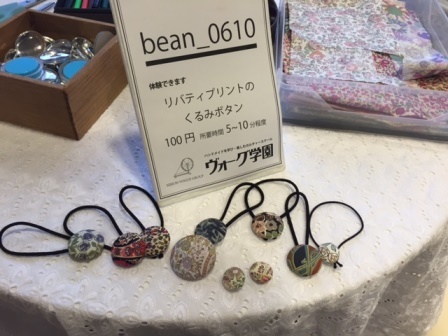 bean_0610
体験できます
リバティプリントの
くるみボタン
100円 所要時間 5~10分程度
ヴォーグ学園